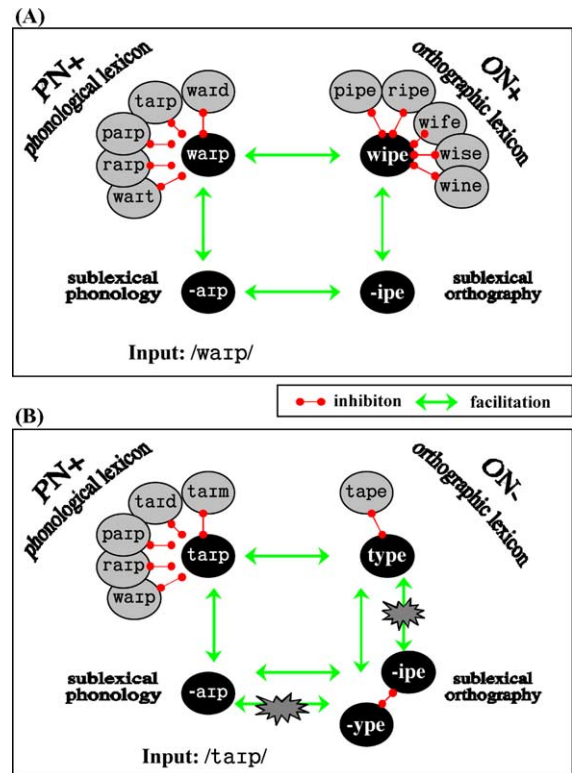 (A)
PN+
phonological lexicon
ON+
orthographic lexicon
waɪd
taɪp
paɪp
raɪp
waɪt
waɪp
pipe
ripe
wife
wise
wine
wipe
sublexical
phonology
-aɪp
-ipe
sublexical
orthography
Input: /waɪp/
inhibiton
facilitation
(B)
PN+
phonological lexicon
ON-
orthographic lexicon
taɪm
taɪd
paɪp
raɪp
waɪp
taɪp
tape
type
sublexical
phonology
-aɪp
-ipe
-ype
sublexical
orthography
Input: /taɪp/